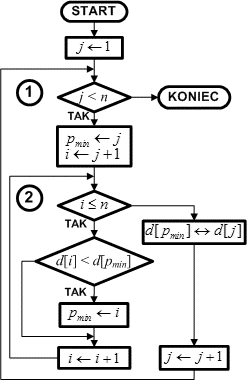 START
j ← 1
1
j < n
KONIEC
TAK
p_min ← j
i ← j + 1
2
i ≤ n
TAK
d[p_min] ↔ d[j]
d[i] < d[p_min]
TAK
p_min ← i
i ← i + 1
j ← j + 1